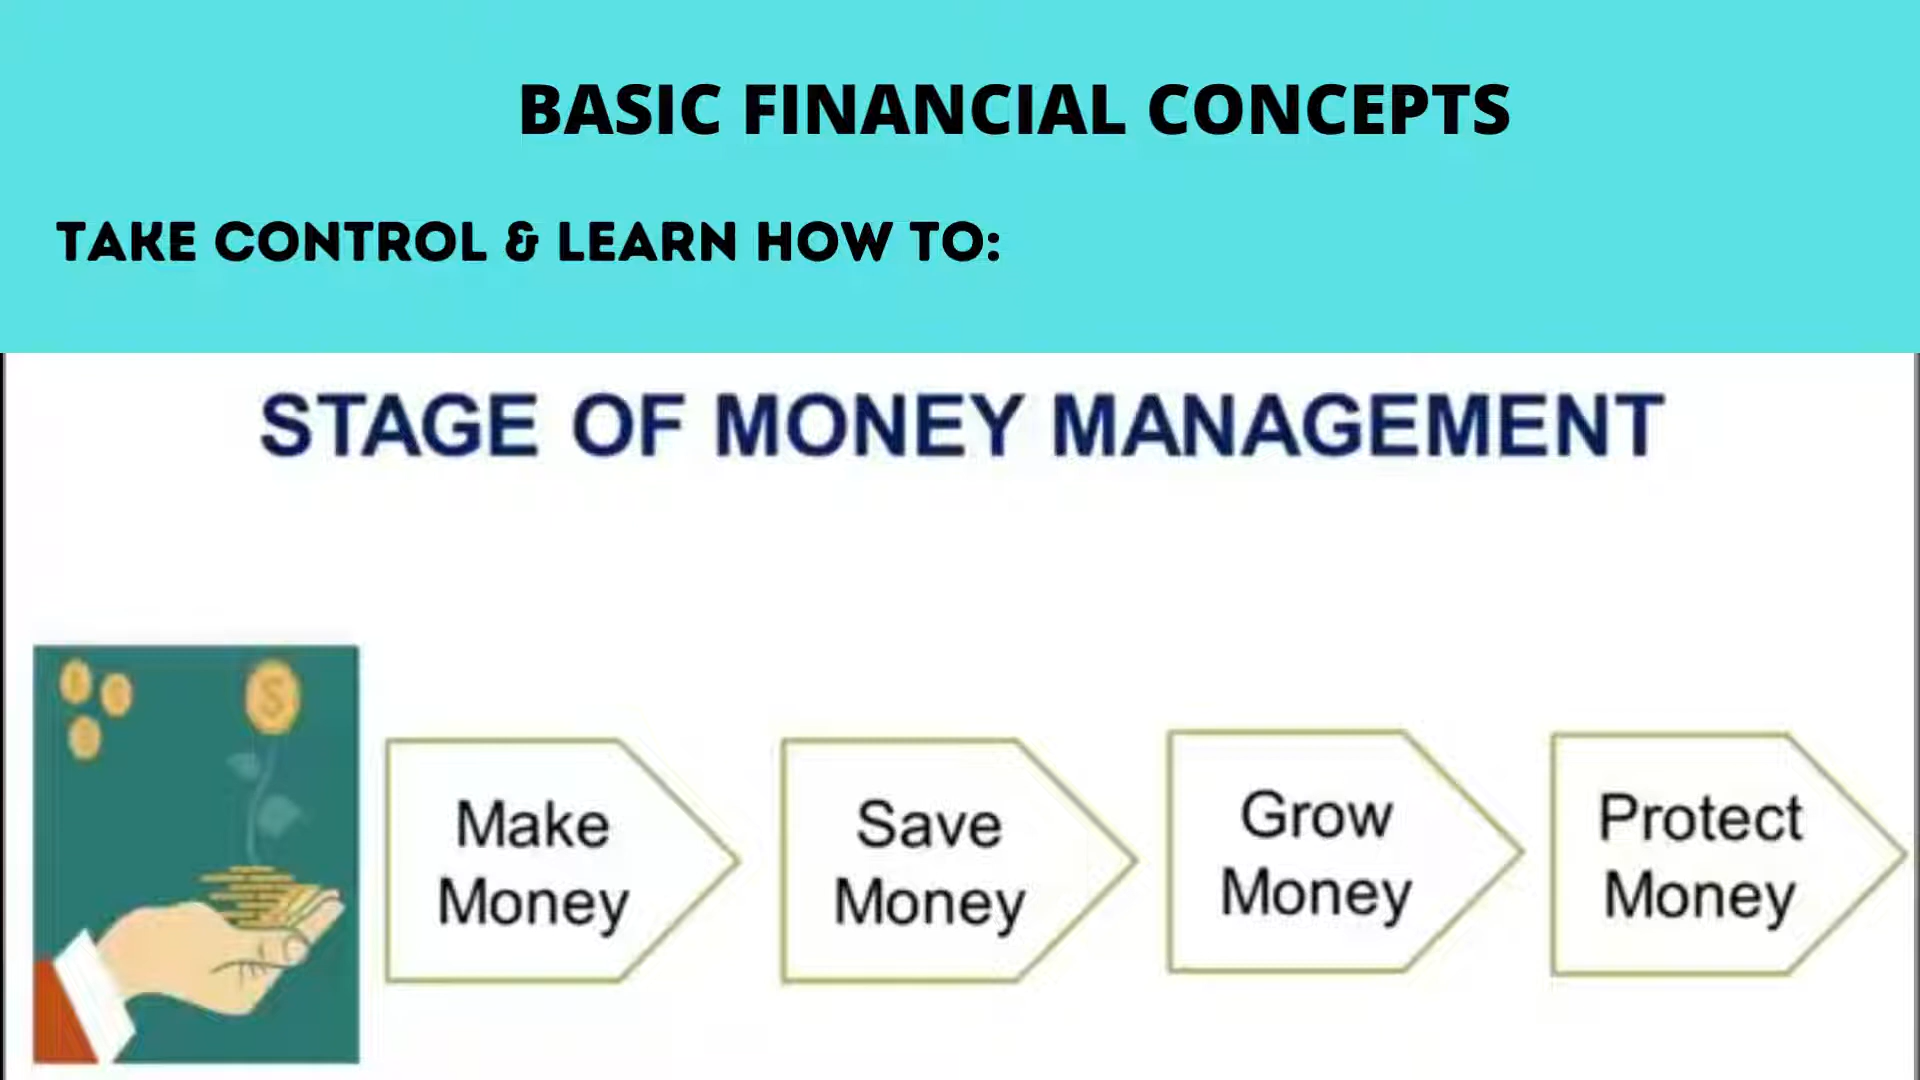 BASIC FINANCIAL CONCEPTS
TAKE CONTROL & LEARN HOW TO:
STAGE OF MONEY MANAGEMENT
Make
Money
Save
Money
Grow
Money
Protect
Money
$